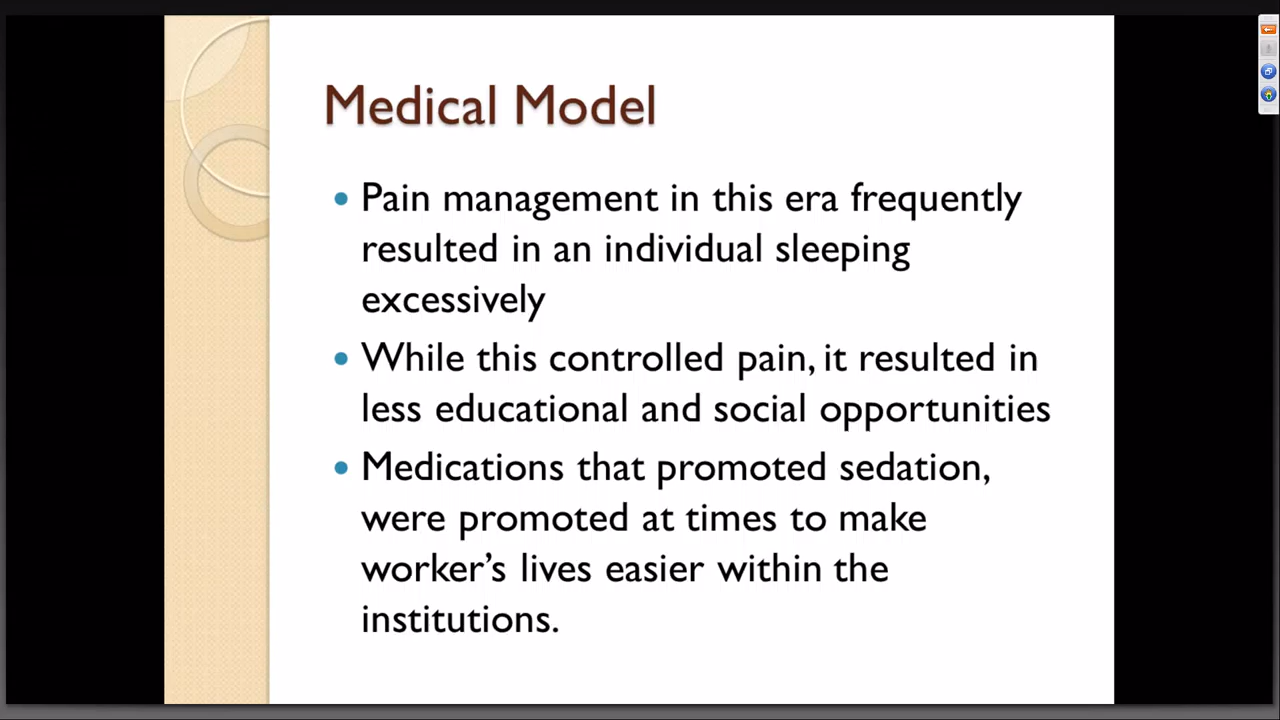 Medical Model
• Pain management in this era frequently
resulted in an individual sleeping
excessively
• While this controlled pain, it resulted in
less educational and social opportunities
• Medications that promoted sedation,
were promoted at times to make
worker’s lives easier within the
institutions.